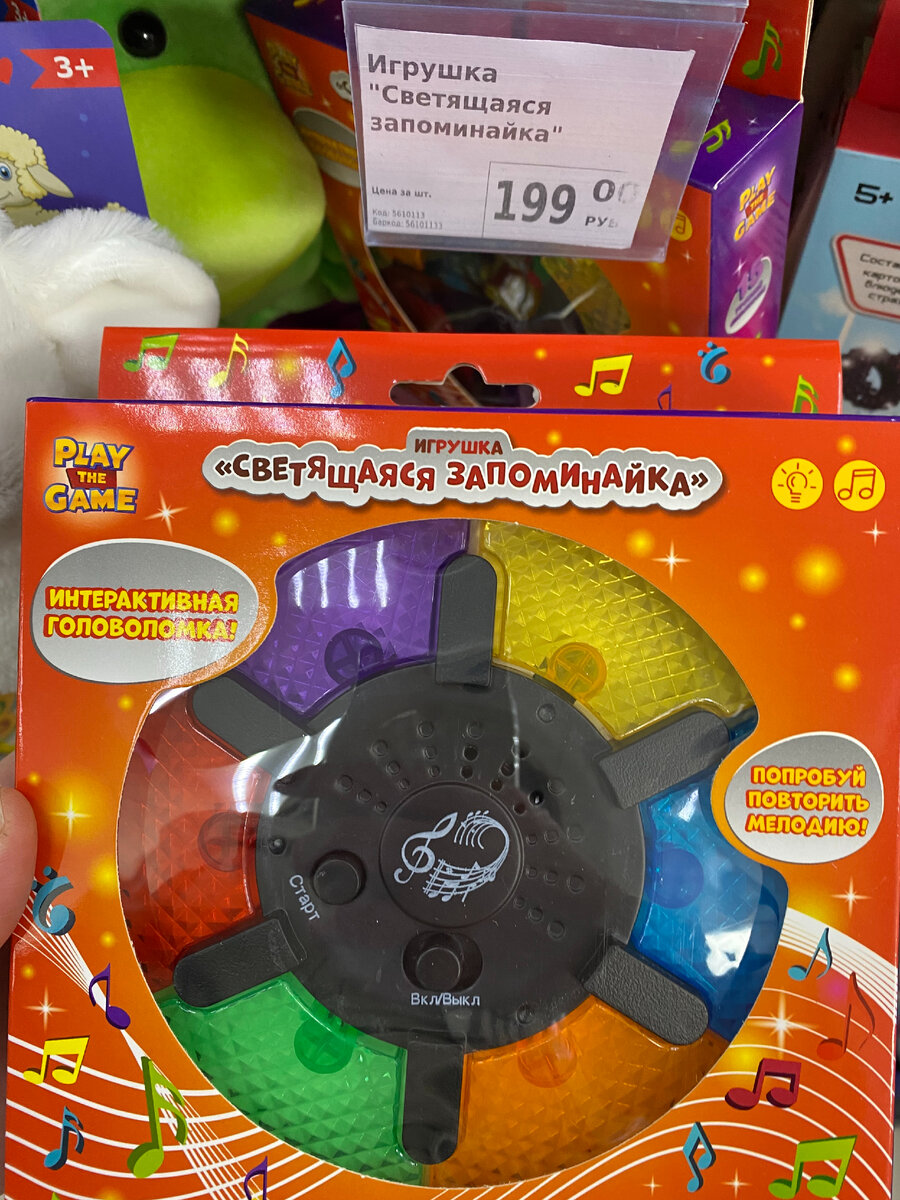 3+
Игрушка
"Светящаяся
запоминайка"
Цена за шт.
Код: 5610113
Баркод: 56101133
199 00
РУБ
PLAY
THE
GAME
5+
PLAY
THE
GAME
ИГРУШКА
«СВЕТЯЩАЯСЯ ЗАПОМИНАЙКА»
ИНТЕРАКТИВНАЯ
ГОЛОВОЛОМКА!
ПОПРОБУЙ
ПОВТОРИТЬ
МЕЛОДИЮ!
Старт
Вкл/Выкл